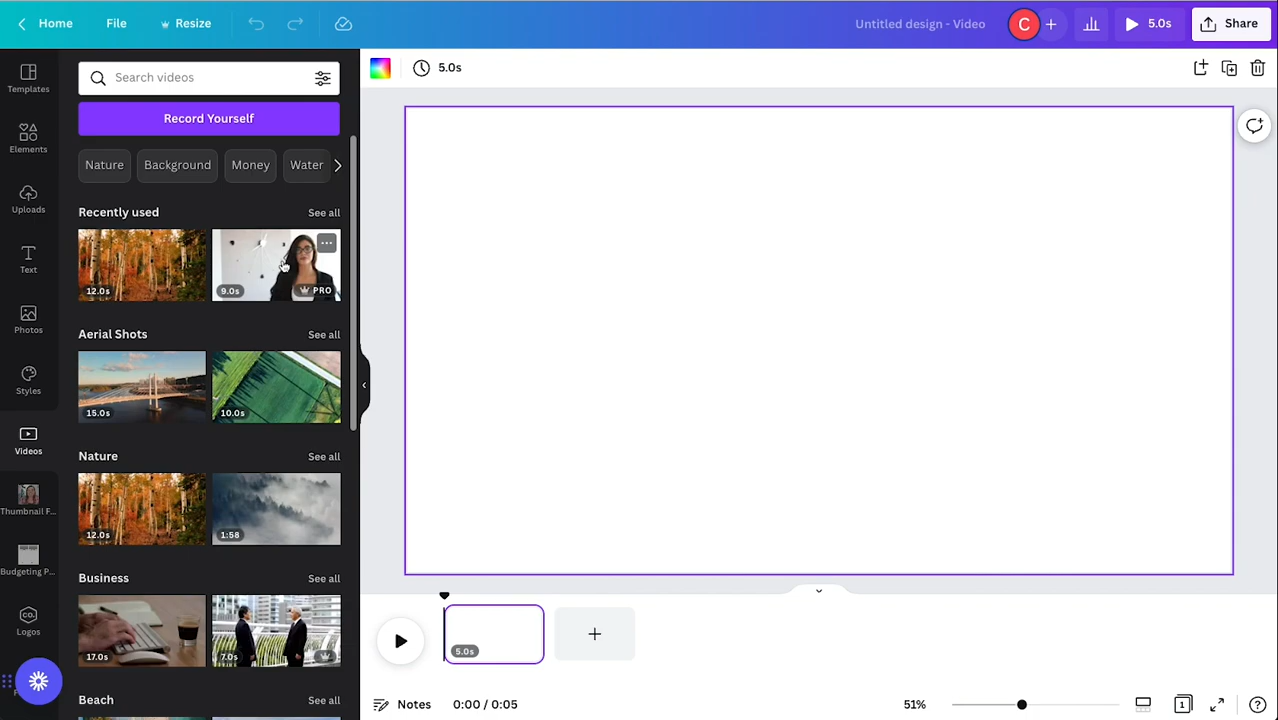 Home File Resize Untitled design - Video C 5.0s Share
5.0s
Search videos
Record Yourself
Nature Background Money Water
Recently used See all
12.0s 9.0s PRO
Aerial Shots See all
15.0s 10.0s
Nature See all
12.0s 1:58
Business See all
17.0s 7.0s
Beach See all
Templates
Elements
Uploads
Text
Photos
Styles
Videos
Thumbnail F...
Budgeting P...
CO.
Logos
5.0s
Notes 0:00 / 0:05 51% 1 ?